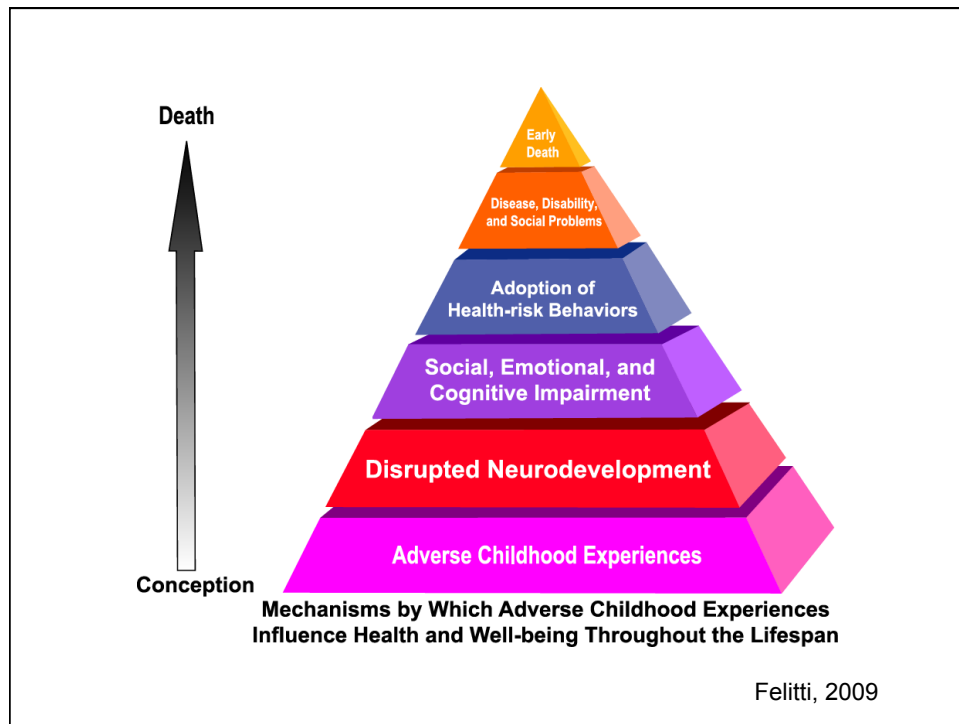 Death
Early
Death
Disease, Disability,
and Social Problems
Adoption of
Health-risk Behaviors
Social, Emotional, and
Cognitive Impairment
Disrupted Neurodevelopment
Adverse Childhood Experiences
Conception
Mechanisms by Which Adverse Childhood Experiences
Influence Health and Well-being Throughout the Lifespan
Felitti, 2009